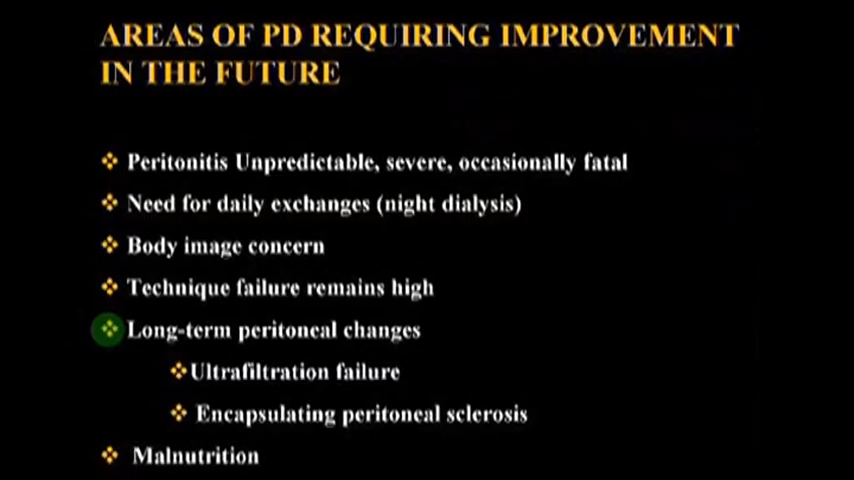 AREAS OF PD REQUIRING IMPROVEMENT
IN THE FUTURE
Peritonitis Unpredictable, severe, occasionally fatal
Need for daily exchanges (night dialysis)
Body image concern
Technique failure remains high
Long-term peritoneal changes
Ultrafiltration failure
Encapsulating peritoneal sclerosis
Malnutrition